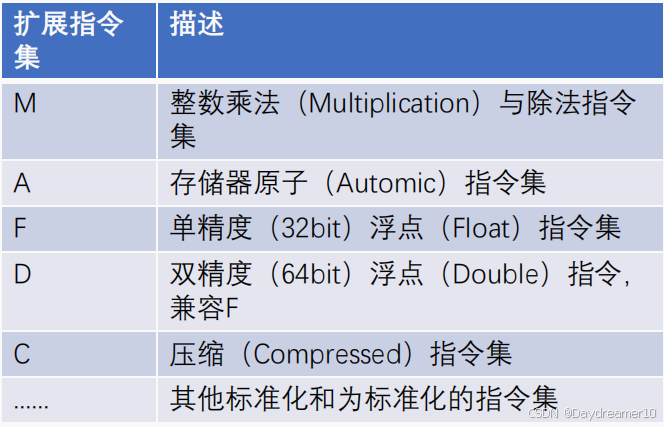 扩展指令 描述
集
M 整数乘法（Multiplication）与除法指令
集
A 存储器原子（Automic）指令集
F 单精度（32bit）浮点（Float）指令集
D 双精度（64bit）浮点（Double）指令，
兼容F
C 压缩（Compressed）指令集
...... 其他标准化和为标准化的指令集
CSDN @Daydreamer10